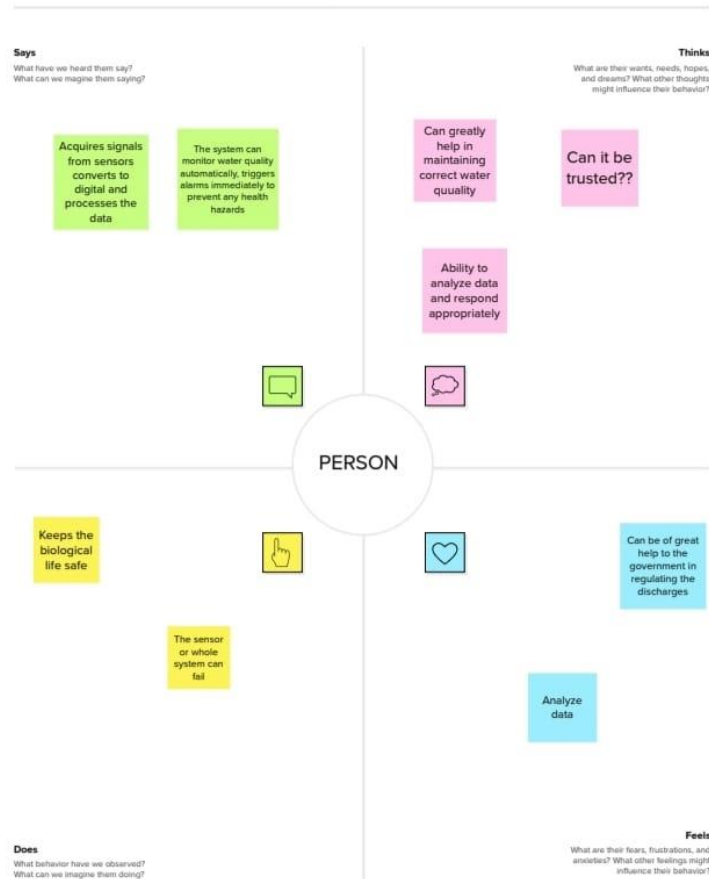 Says
What have we heard them say?
What can we magine them saying?
Thinks
What are their wants, needs, hopes,
and dreams? What other thoughts
might influence their behavior?
Acquires signals
from sensors
converts to
digital and
processes the
data
The system can
monitor water quality
automatically, triggers
alarms immediately to
prevent any health
hazards
Can greatly
help in
maintaining
correct water
quuality
Can it be
trusted??
Ability to
analyze data
and respond
appropriately
PERSON
Keeps the
biological
life safe
The sensor
or whole
system can
fail
Can be of great
help to the
government in
regulating the
discharges
Analyze
data
Does
What behavior have we observed?
What can we imagine them doing?
Feels
What are their fears, frustrations, and
anxieties? What other feelings might
influence their behavior?